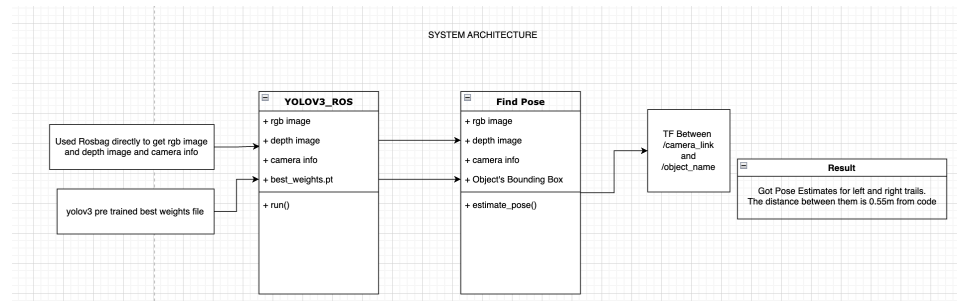 SYSTEM ARCHITECTURE
Used Rosbag directly to get rgb image
and depth image and camera info
yolov3 pre trained best weights file
YOLOV3_ROS
+ rgb image
+ depth image
+ camera info
+ best_weights.pt
+ run()
Find Pose
+ rgb image
+ depth image
+ camera info
+ Object's Bounding Box
+ estimate_pose()
TF Between
/camera_link
and
/object_name
Result
Got Pose Estimates for left and right trails.
The distance between them is 0.55m from code